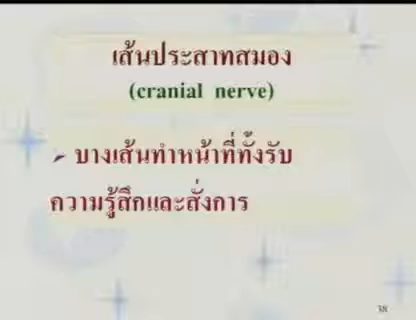 เส้นประสาทสมอง
(cranial nerve)
➢ บางเส้นทำหน้าที่ทั้งรับ
ความรู้สึกและสั่งการ
38